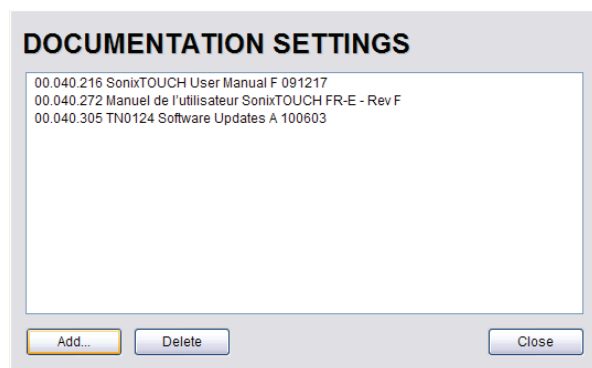 DOCUMENTATION SETTINGS
00.040.216 SonixTOUCH User Manual F 091217
00.040.272 Manuel de l'utilisateur SonixTOUCH FR-E - Rev F
00.040.305 TN0124 Software Updates A 100603
Add... Delete Close